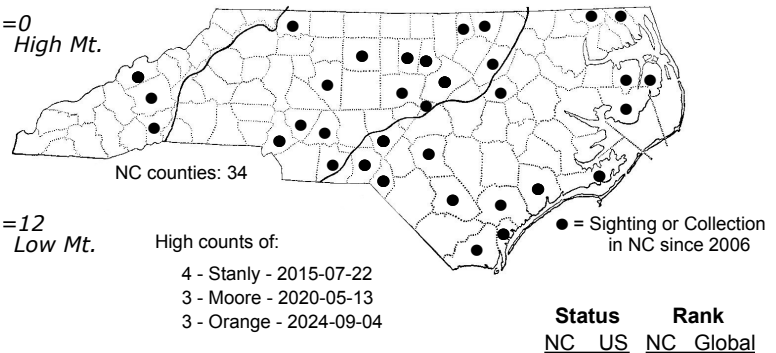 =0
High Mt.
NC counties: 34
=12
Low Mt.
High counts of:
4 - Stanly - 2015-07-22
3 - Moore - 2020-05-13
3 - Orange - 2024-09-04
= Sighting or Collection
in NC since 2006
Status Rank
NC US NC Global